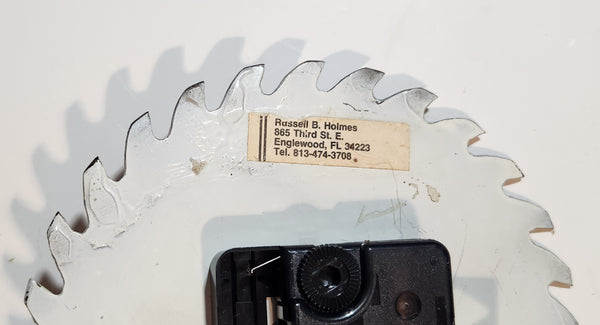 Russell B. Holmes
865 Third St. E.
Englewood, FL 34223
Tel. 813-474-3708